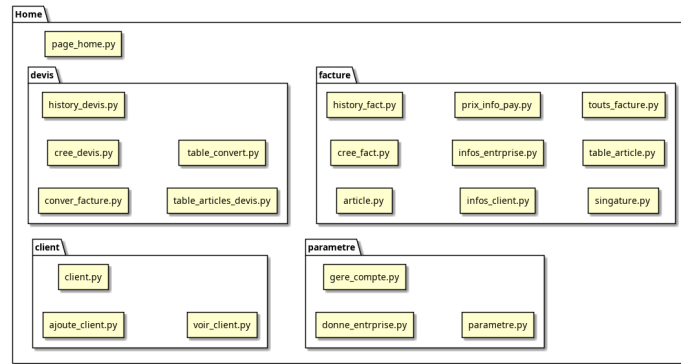 Home
page_home.py
devis
history_devis.py
cree_devis.py table_convert.py
conver_facture.py table_articles_devis.py
facture
history_fact.py prix_info_pay.py touts_facture.py
cree_fact.py infos_entrprise.py table_article.py
article.py infos_client.py singature.py
client
client.py
ajoute_client.py voir_client.py
parametre
gere_compte.py
donne_entrprise.py parametre.py